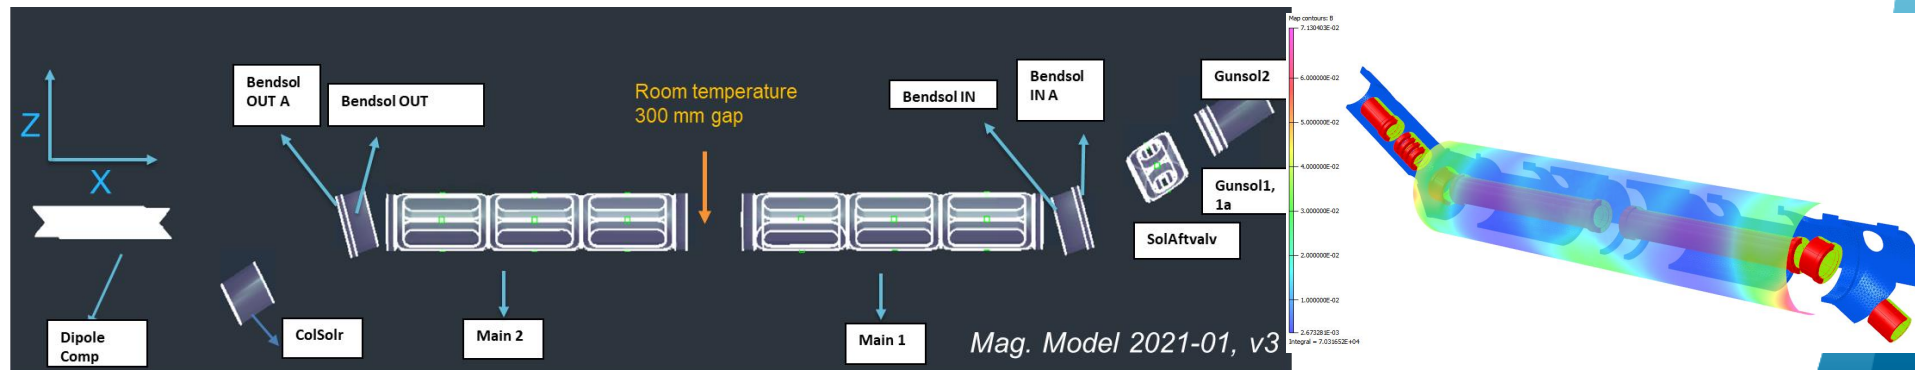 Bendsol
OUT A
Bendsol OUT
Room temperature
300 mm gap
Bendsol IN
Bendsol
IN A
Gunsol2
Z
X
Gunsol1,
1a
SolAftvalv
Dipole
Comp
ColSolr
Main 2
Main 1
Mag. Model 2021-01, v3
Map contours: B
7.130403E-02
6.000000E-02
5.000000E-02
4.000000E-02
3.000000E-02
2.000000E-02
1.000000E-02
2.673281E-03
Integral = 7.031652E+04